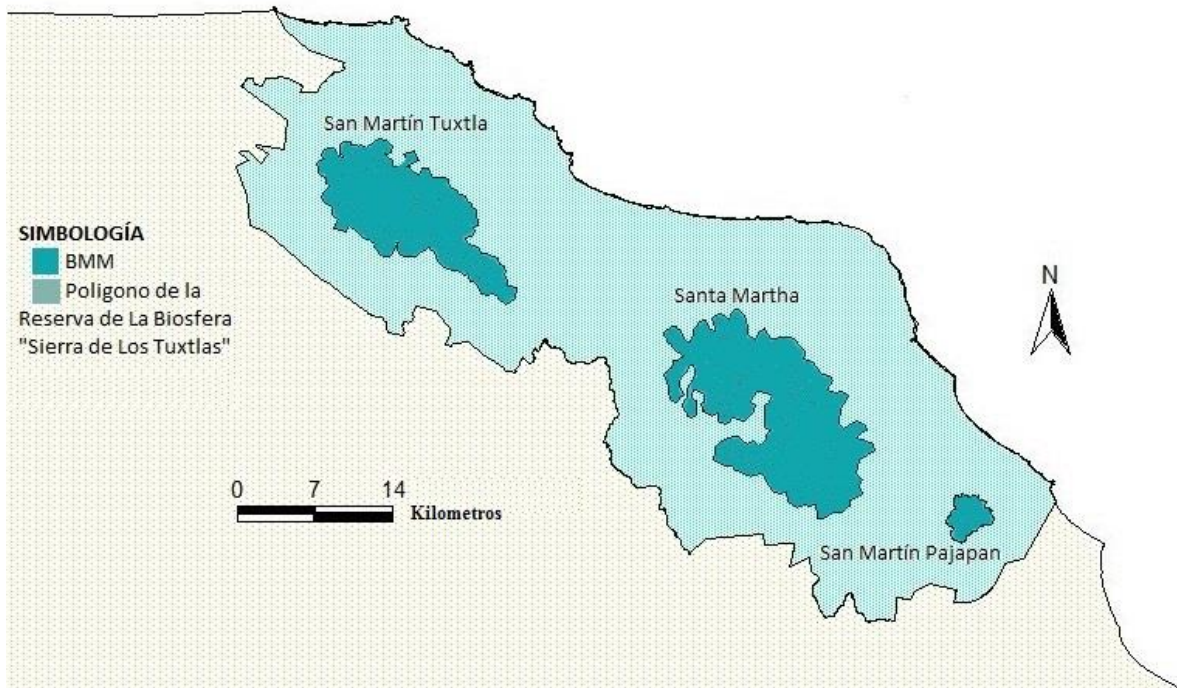 San Martín Tuxtla
SIMBOLOGÍA
BMM
Poligono de la
Reserva de La Biosfera
"Sierra de Los Tuxtlas"
Santa Martha
N
0 7 14
Kilometros
San Martín Pajapan